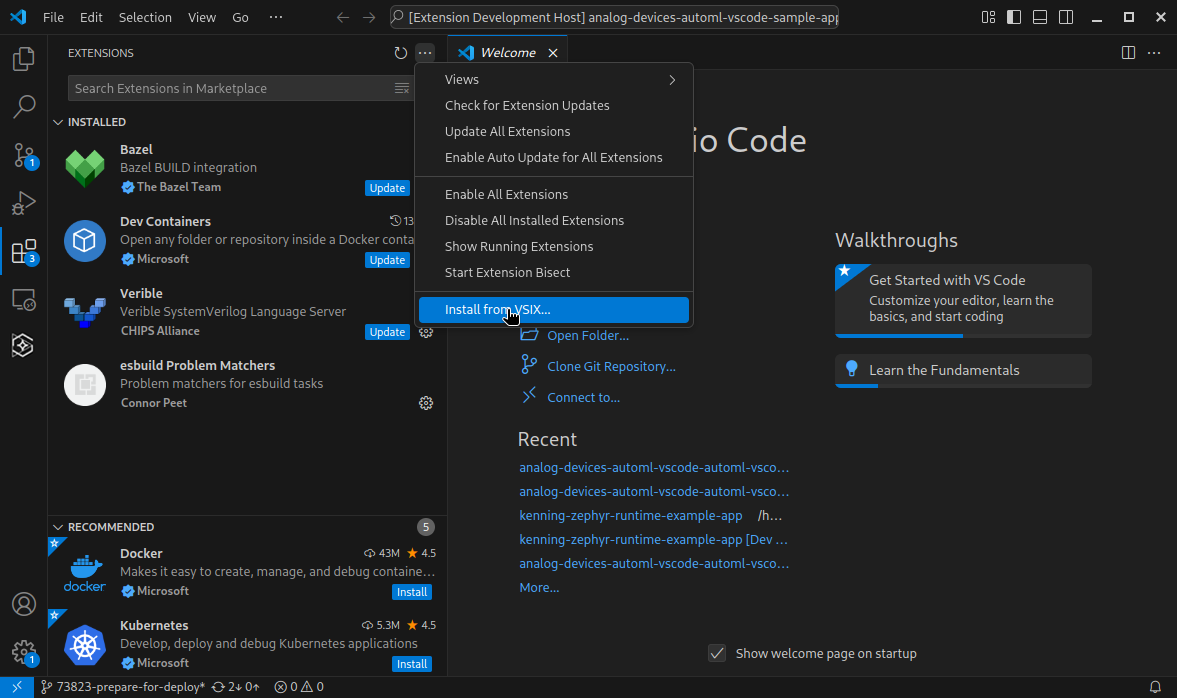 File Edit Selection View Go ···
[Extension Development Host] analog-devices-automl-vscode-sample-app
EXTENSIONS
Search Extensions in Marketplace
INSTALLED
Bazel
Bazel BUILD integration
The Bazel Team
Update
Dev Containers
13
Open any folder or repository inside a Docker conta
Microsoft
Update
Verible
Verible SystemVerilog Language Server
CHIPS Alliance
Update
esbuild Problem Matchers
Problem matchers for esbuild tasks
Connor Peet
RECOMMENDED
5
Docker
43M 4.5
Makes it easy to create, manage, and debug containe...
Microsoft
Install
docker
Kubernetes
5.3M 4.5
Develop, deploy and debug Kubernetes applications
Microsoft
Install
1
3
1
Welcome
Views
Check for Extension Updates
Update All Extensions
Enable Auto Update for All Extensions
Enable All Extensions
Disable All Installed Extensions
Show Running Extensions
Start Extension Bisect
Install from VSIX...
io Code
Open Folder...
Clone Git Repository...
Connect to...
Recent
analog-devices-automl-vscode-automl-vsco...
analog-devices-automl-vscode-automl-vsco...
kenning-zephyr-runtime-example-app /h...
kenning-zephyr-runtime-example-app [Dev ...
analog-devices-automl-vscode-automl-vsco...
More...
Walkthroughs
Get Started with VS Code
Customize your editor, learn the
basics, and start coding
Learn the Fundamentals
Show welcome page on startup
73823-prepare-for-deploy* 2↓ 0↑ 0 0